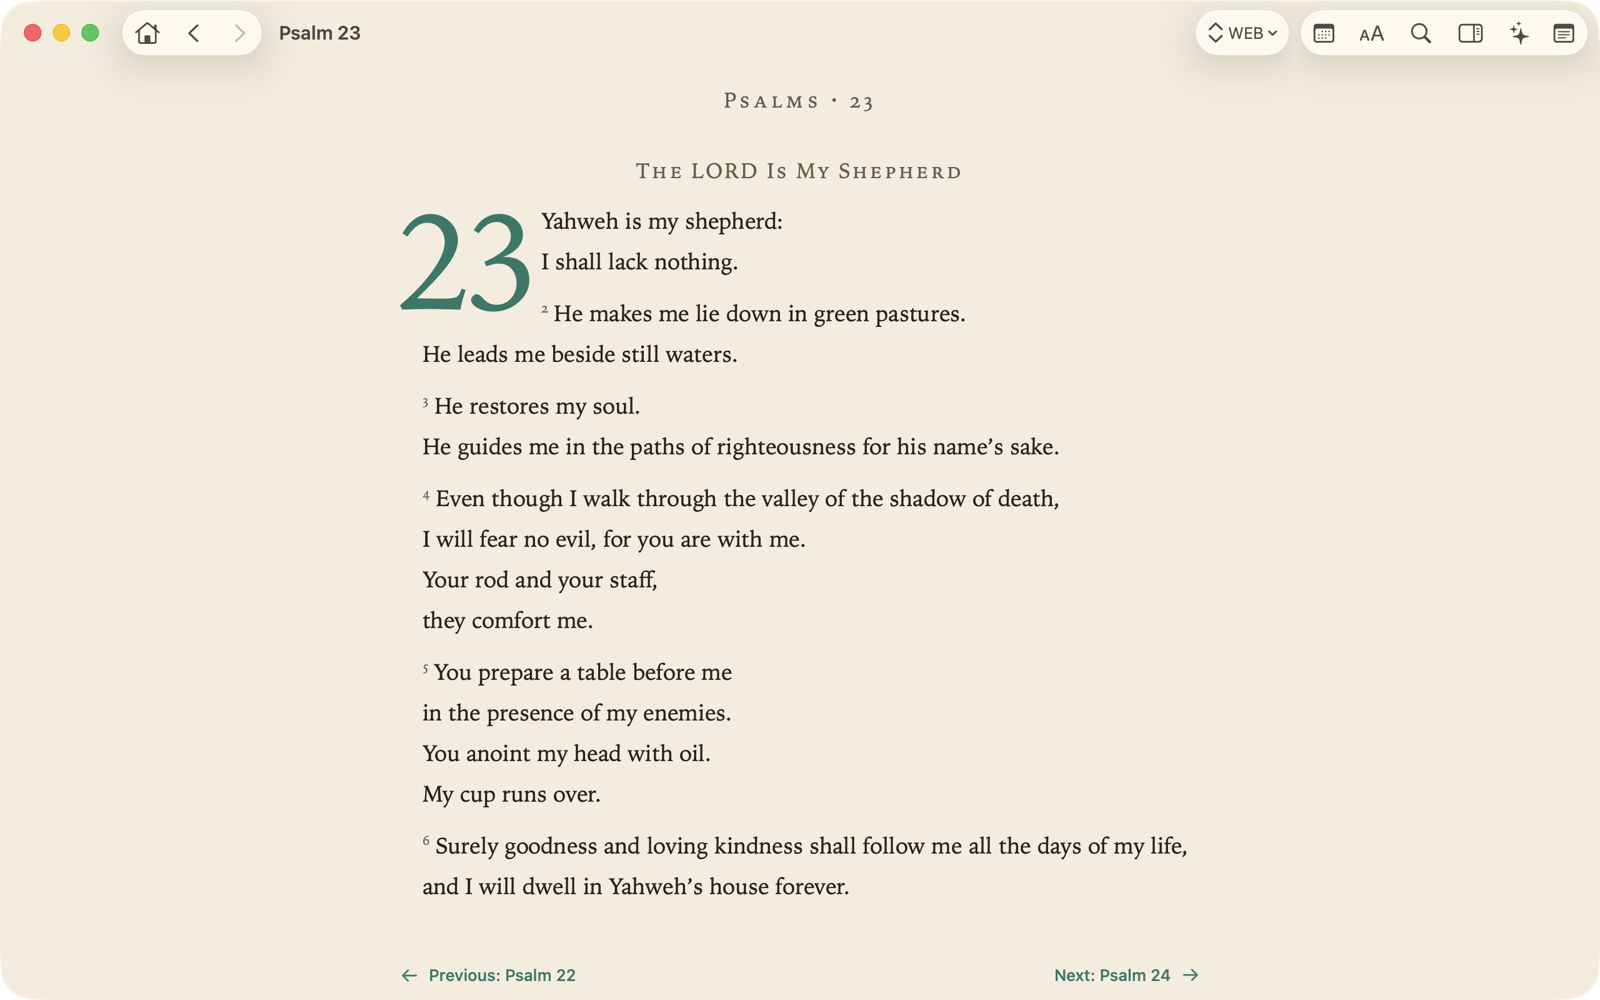 Psalm 23
WEB
AA
Psalms · 23
The LORD Is My Shepherd
23 Yahweh is my shepherd:
I shall lack nothing.
2 He makes me lie down in green pastures.
He leads me beside still waters.
3 He restores my soul.
He guides me in the paths of righteousness for his name’s sake.
4 Even though I walk through the valley of the shadow of death,
I will fear no evil, for you are with me.
Your rod and your staff,
they comfort me.
5 You prepare a table before me
in the presence of my enemies.
You anoint my head with oil.
My cup runs over.
6 Surely goodness and loving kindness shall follow me all the days of my life,
and I will dwell in Yahweh’s house forever.
← Previous: Psalm 22
Next: Psalm 24 →